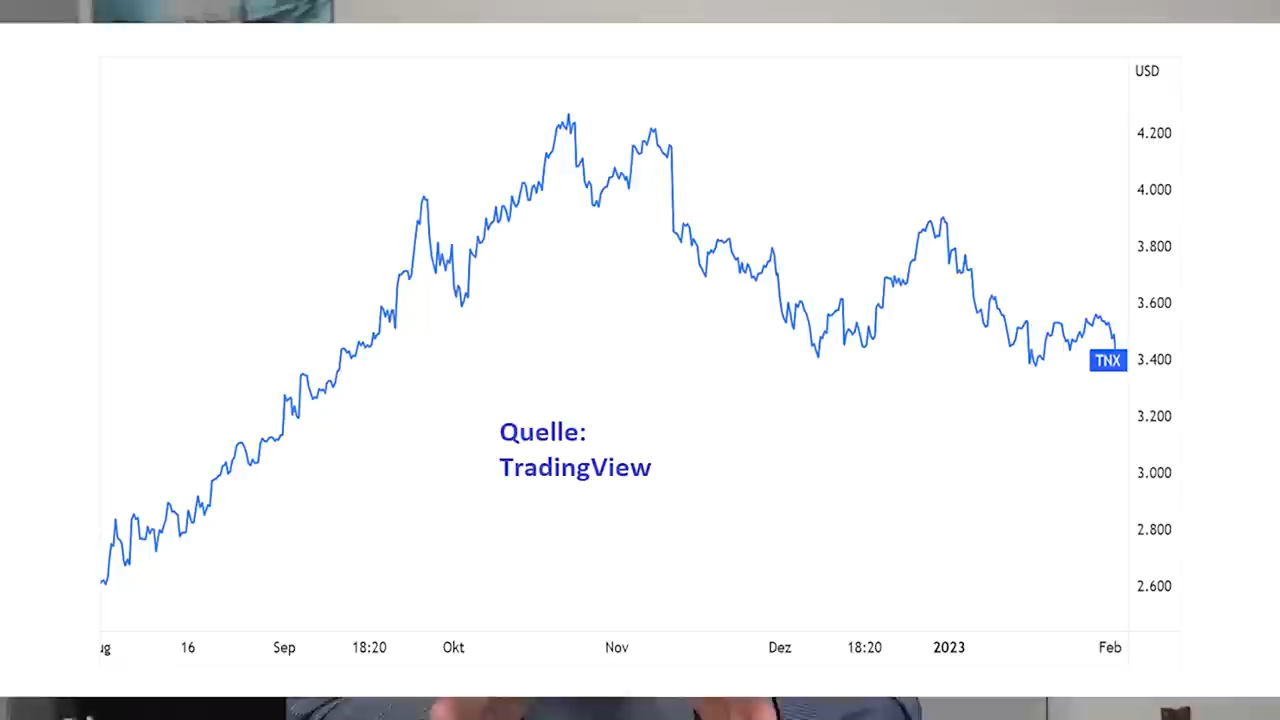 USD
4.200
4.000
3.800
3.600
TNX
3.400
3.200
Quelle:
TradingView
3.000
2.800
2.600
ug 16 Sep 18:20 Okt Nov Dez 18:20 2023 Feb